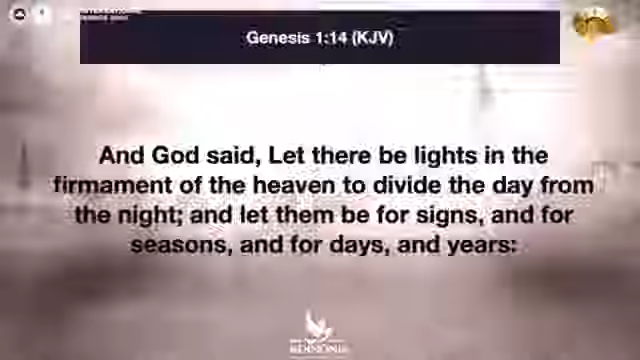 Genesis 1:14 (KJV)
And God said, Let there be lights in the
firmament of the heaven to divide the day from
the night; and let them be for signs, and for
seasons, and for days, and years: